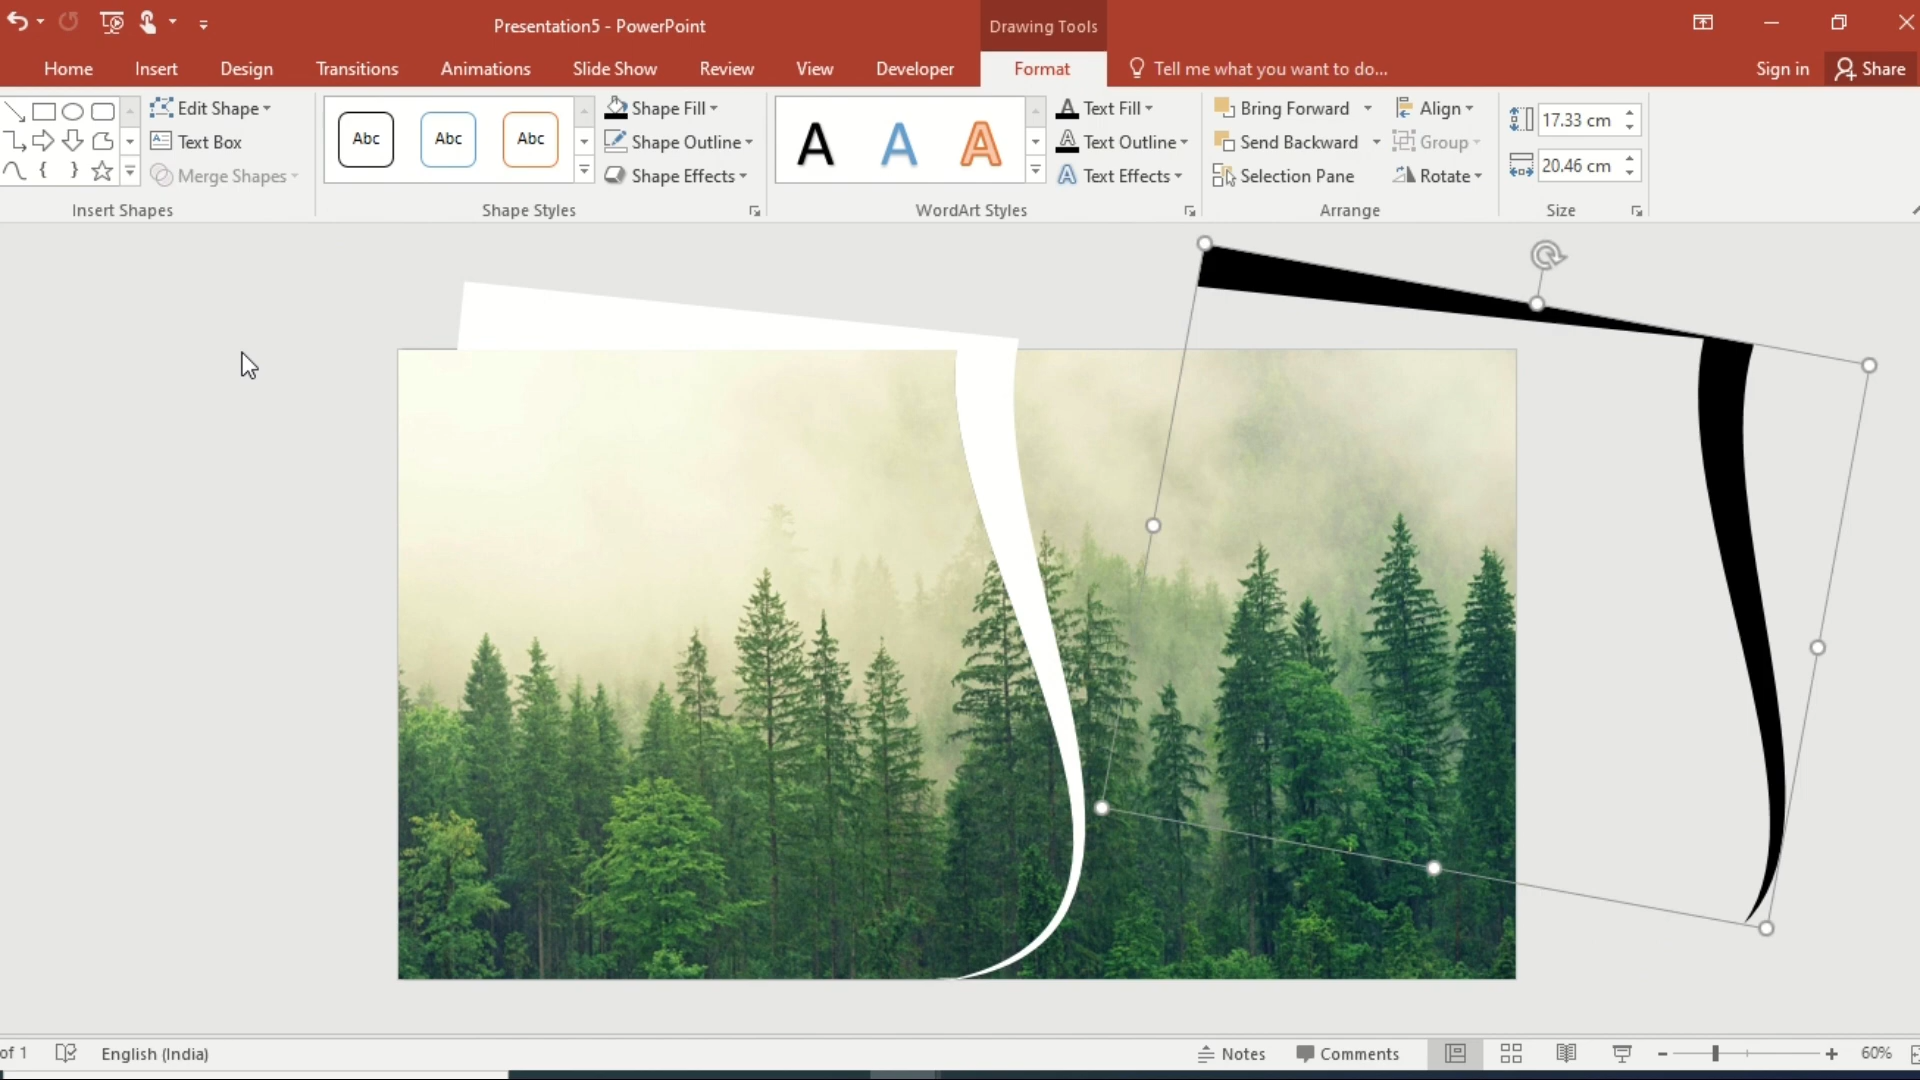 Presentation5 - PowerPoint
Drawing Tools
Home Insert Design Transitions Animations Slide Show Review View Developer Format Tell me what you want to do... Sign in Share
Edit Shape
Text Box
Merge Shapes
Insert Shapes
Abc Abc Abc
Shape Fill
Shape Outline
Shape Effects
Shape Styles
A A A
Text Fill
Text Outline
Text Effects
WordArt Styles
Bring Forward
Send Backward
Selection Pane
Align
Group
Rotate
Arrange
17.33 cm
20.46 cm
Size
of 1 English (India) Notes Comments 60%